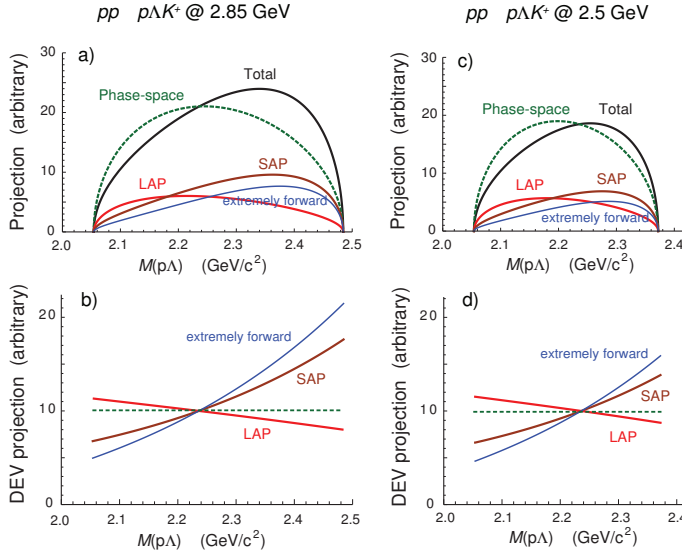 pp pΛK⁺ @ 2.85 GeV
pp pΛK⁺ @ 2.5 GeV
a)
Projection (arbitrary)
30
20
10
0
Total
Phase-space
SAP
LAP
extremely forward
2.0 2.1 2.2 2.3 2.4 2.5
M(pΛ) (GeV/c²)
c)
Projection (arbitrary)
30
20
10
0
Phase-space
Total
LAP
SAP
extremely forward
2.0 2.1 2.2 2.3 2.4
M(pΛ) (GeV/c²)
b)
DEV projection (arbitrary)
20
10
0
extremely forward
SAP
LAP
2.0 2.1 2.2 2.3 2.4 2.5
M(pΛ) (GeV/c²)
d)
DEV projection (arbitrary)
20
10
0
extremely forward
SAP
LAP
2.0 2.1 2.2 2.3 2.4
M(pΛ) (GeV/c²)